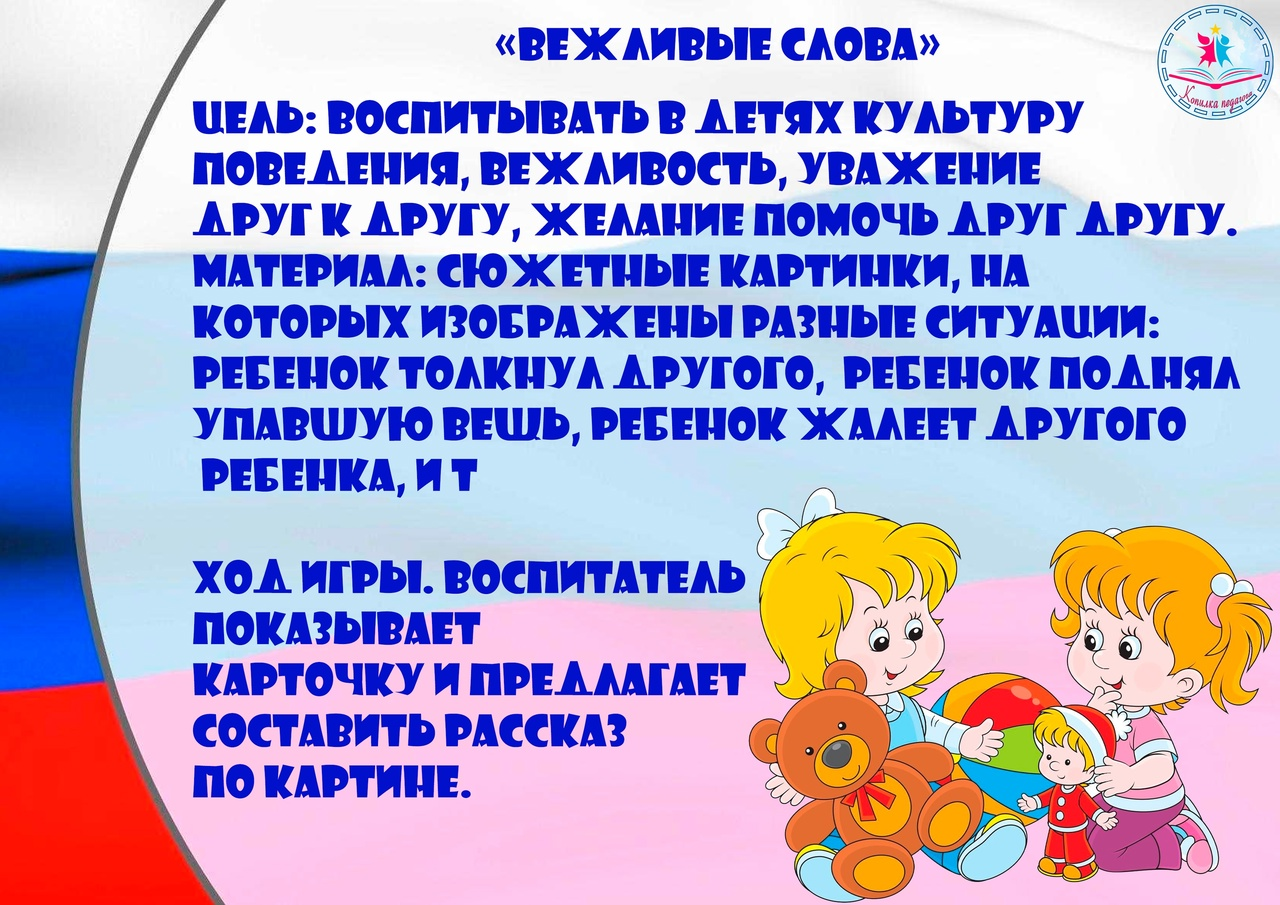 «ВЕЖЛИВЫЕ СЛОВА»
Копилка педагога
ЦЕЛЬ: ВОСПИТЫВАТЬ В ДЕТЯХ КУЛЬТУРУ
ПОВЕДЕНИЯ, ВЕЖЛИВОСТЬ, УВАЖЕНИЕ
ДРУГ К ДРУГУ, ЖЕЛАНИЕ ПОМОЧЬ ДРУГ ДРУГУ.
МАТЕРИАЛ: СЮЖЕТНЫЕ КАРТИНКИ, НА
КОТОРЫХ ИЗОБРАЖЕНЫ РАЗНЫЕ СИТУАЦИИ:
РЕБЕНОК ТОЛКНУЛ ДРУГОГО, РЕБЕНОК ПОДНЯЛ
УПАВШУЮ ВЕЩЬ, РЕБЕНОК ЖАЛЕЕТ ДРУГОГО
РЕБЕНКА, И Т
ХОД ИГРЫ. ВОСПИТАТЕЛЬ
ПОКАЗЫВАЕТ
КАРТОЧКУ И ПРЕДЛАГАЕТ
СОСТАВИТЬ РАССКАЗ
ПО КАРТИНЕ.